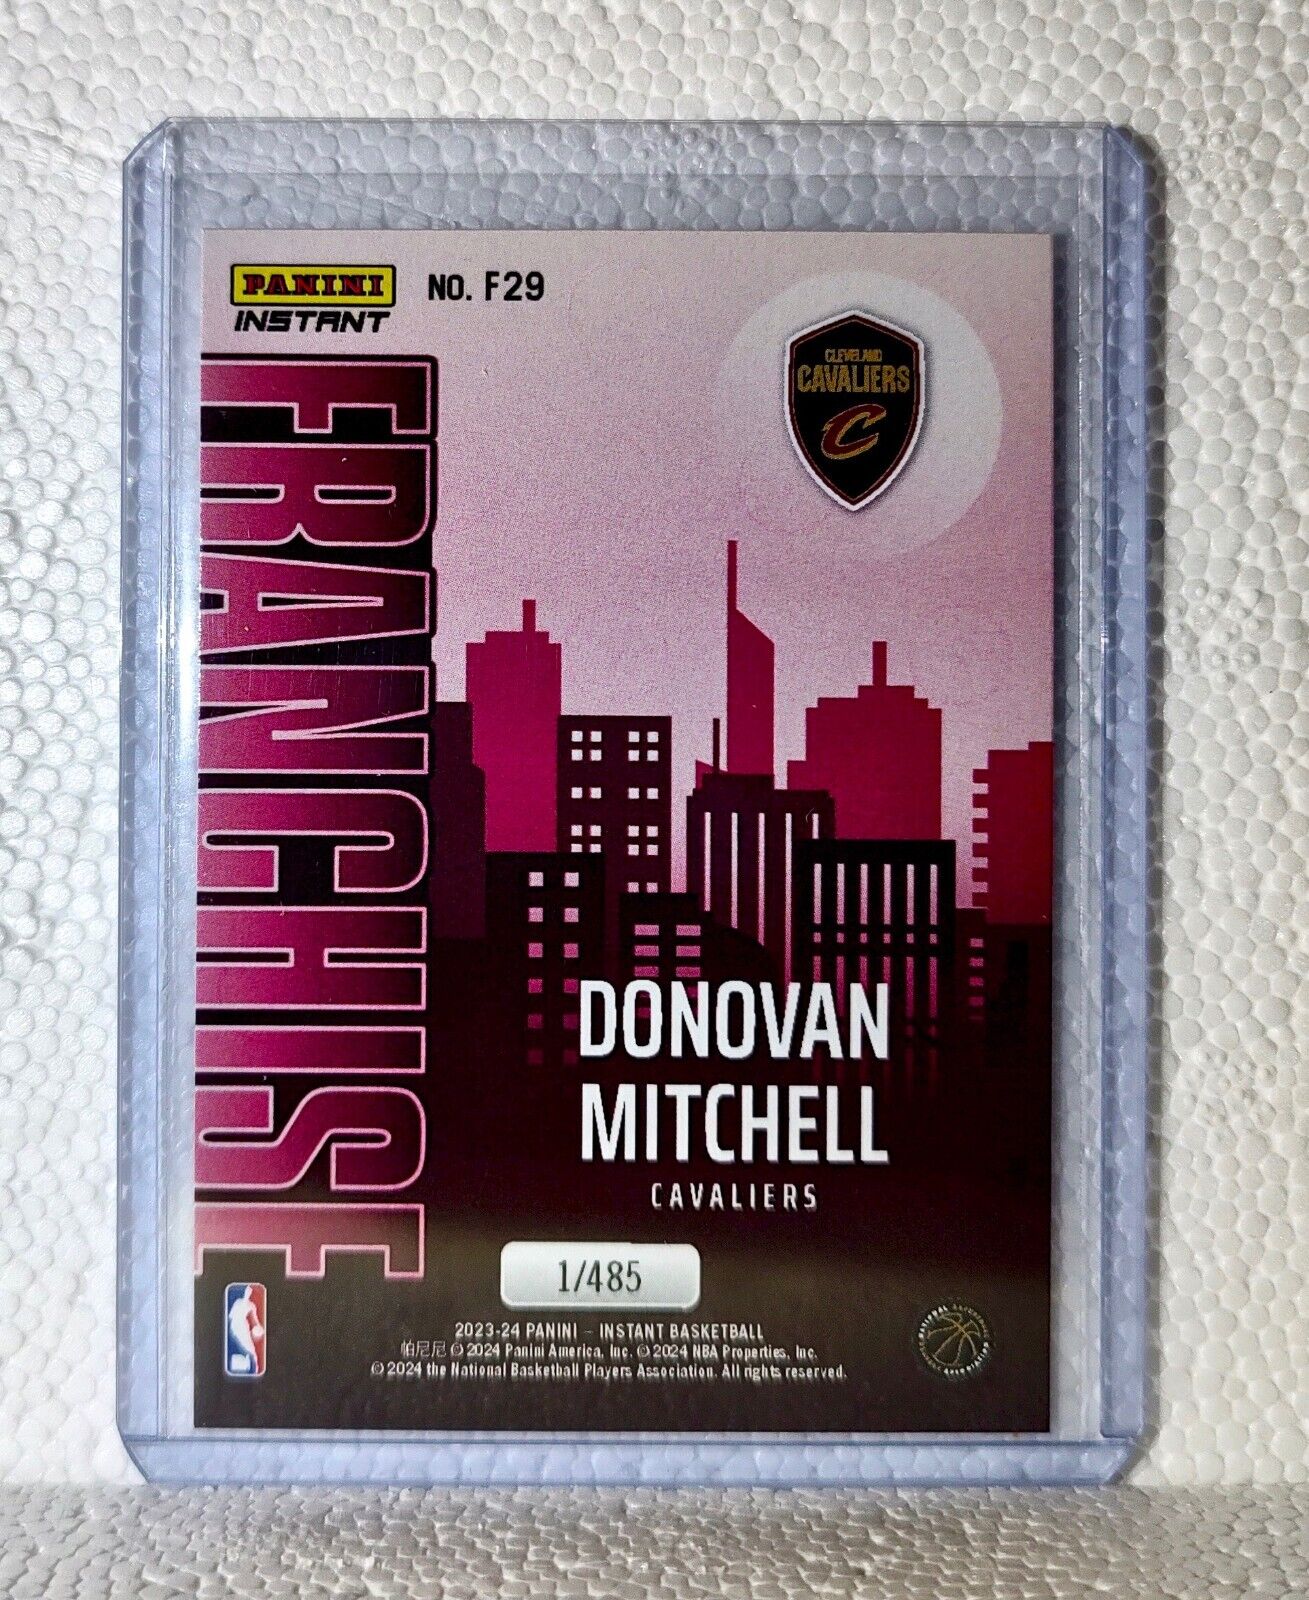 PANINI
INSTANT
NO. F29
CLEVELAND
CAVALIERS
C
FRANCHISE
DONOVAN
MITCHELL
CAVALIERS
1/485
2023-24 PANINI - INSTANT BASKETBALL
帕尼尼 © 2024 Panini America, Inc. © 2024 NBA Properties, Inc.
© 2024 the National Basketball Players Association. All rights reserved.